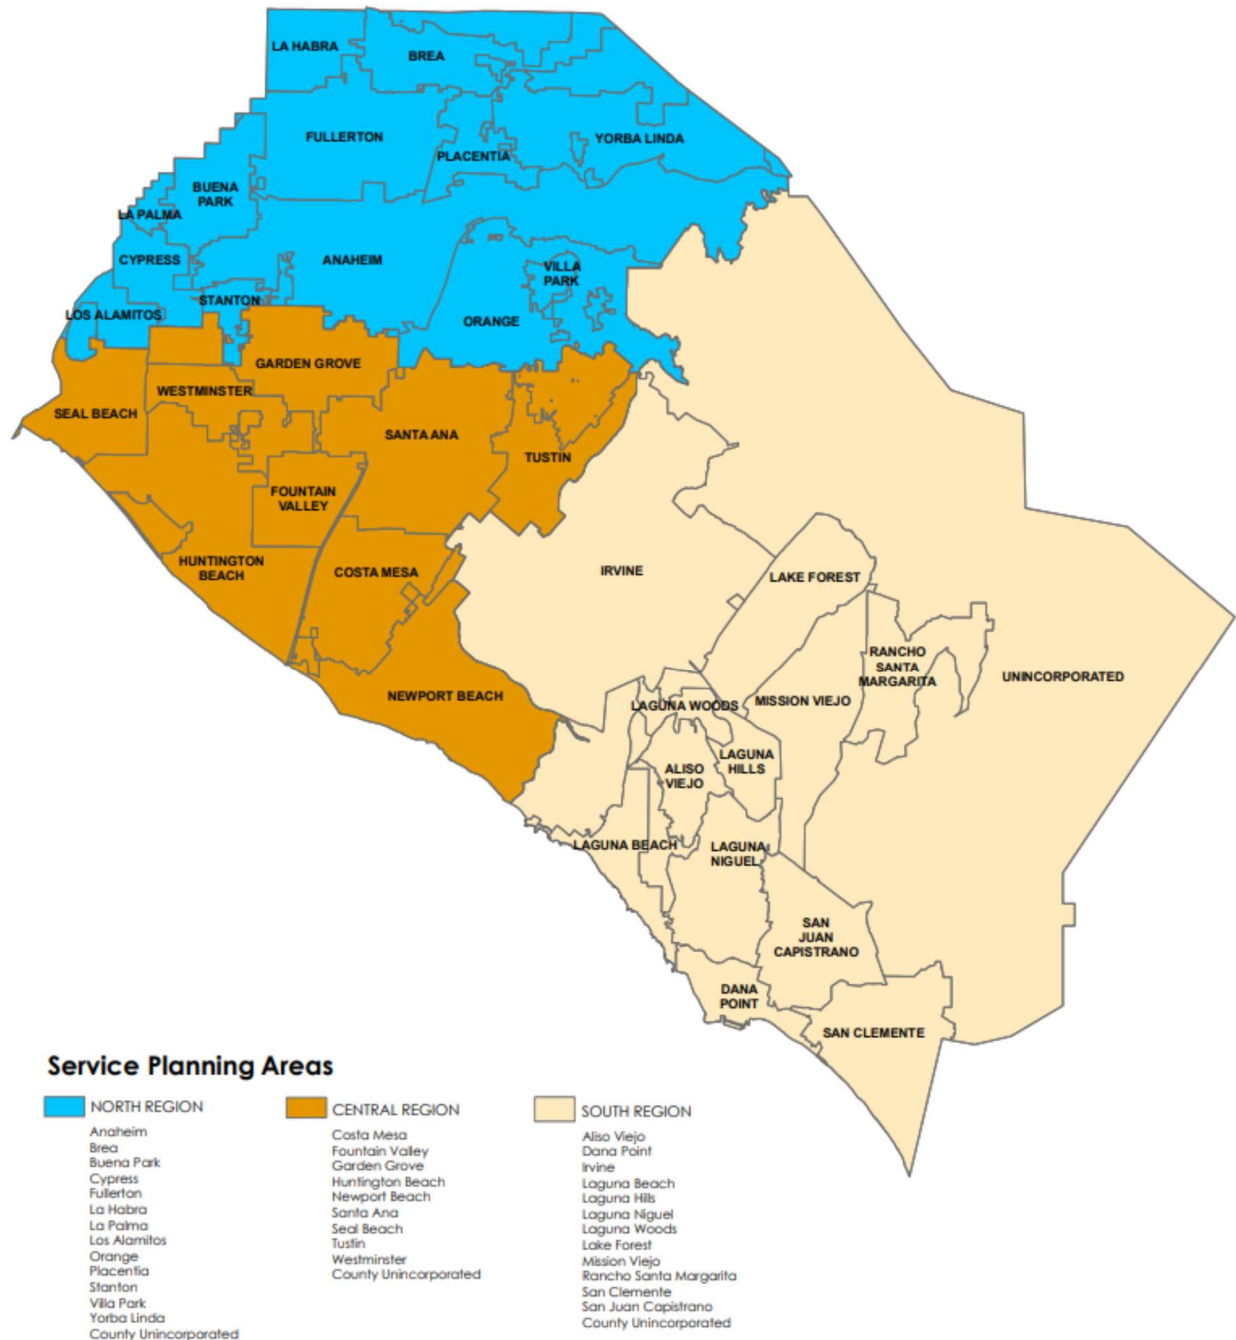 LA HABRA
BREA
FULLERTON
PLACENTIA
YORBA LINDA
BUENA
PARK
LA PALMA
CYPRESS
ANAHEIM
VILLA
PARK
STANTON
LOS ALAMITOS
ORANGE
GARDEN GROVE
WESTMINSTER
SEAL BEACH
SANTA ANA
TUSTIN
FOUNTAIN
VALLEY
HUNTINGTON
BEACH
COSTA MESA
IRVINE
LAKE FOREST
RANCHO
SANTA
MARGARITA
UNINCORPORATED
NEWPORT BEACH
LAGUNA WOODS
MISSION VIEJO
LAGUNA
HILLS
ALISO
VIEJO
LAGUNA BEACH
LAGUNA
NIGUEL
SAN
JUAN
CAPISTRANO
DANA
POINT
SAN CLEMENTE
Service Planning Areas
NORTH REGION
Anaheim
Brea
Buena Park
Cypress
Fullerton
La Habra
La Palma
Los Alamitos
Orange
Placentia
Stanton
Villa Park
Yorba Linda
County Unincorporated
CENTRAL REGION
Costa Mesa
Fountain Valley
Garden Grove
Huntington Beach
Newport Beach
Santa Ana
Seal Beach
Tustin
Westminster
County Unincorporated
SOUTH REGION
Aliso Viejo
Dana Point
Irvine
Laguna Beach
Laguna Hills
Laguna Niguel
Laguna Woods
Lake Forest
Mission Viejo
Rancho Santa Margarita
San Clemente
San Juan Capistrano
County Unincorporated